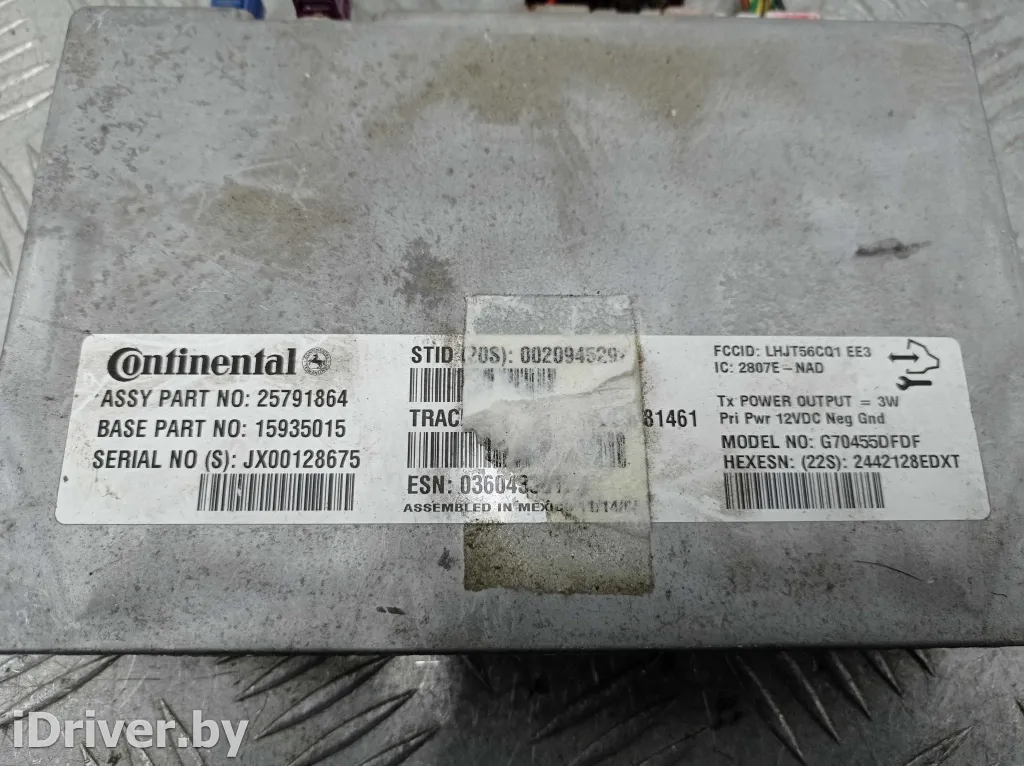 Continental
ASSY PART NO: 25791864
BASE PART NO: 15935015
SERIAL NO (S): JX00128675
STID (20S):
81461
ESN:
ASSEMBLED IN
FCCID: LHJT56CQ1 EE3
IC: 2807E-NAD
Tx POWER OUTPUT = 3W
Pri Pwr 12VDC Neg Gnd
MODEL NO: G70455DFDF
HEXESN: (22S): 2442128EDXT
iDriver.by